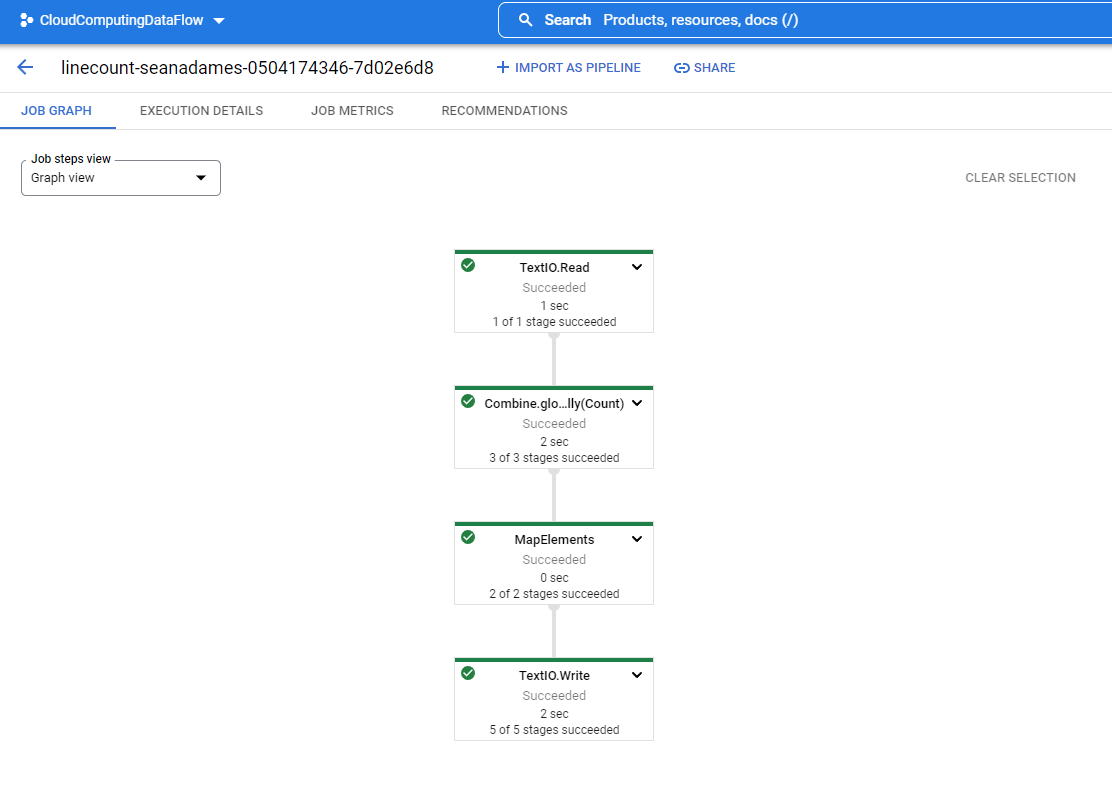 CloudComputingDataFlow
Search Products, resources, docs (/)
linecount-seanadames-0504174346-7d02e6d8
IMPORT AS PIPELINE
SHARE
JOB GRAPH
EXECUTION DETAILS
JOB METRICS
RECOMMENDATIONS
Job steps view
Graph view
CLEAR SELECTION
TextIO.Read
Succeeded
1 sec
1 of 1 stage succeeded
Combine.glo...lly(Count)
Succeeded
2 sec
3 of 3 stages succeeded
MapElements
Succeeded
0 sec
2 of 2 stages succeeded
TextIO.Write
Succeeded
2 sec
5 of 5 stages succeeded